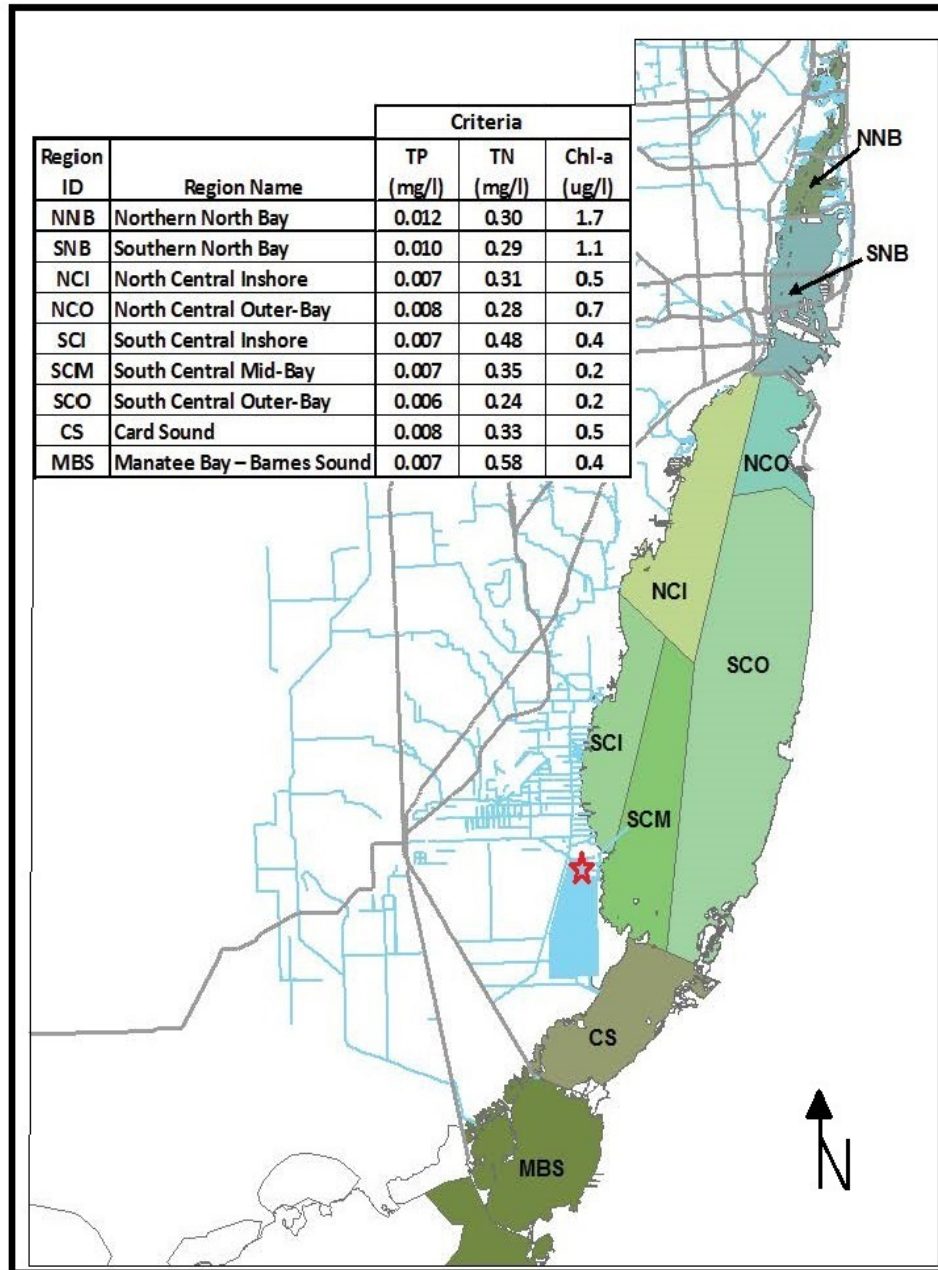 Criteria
Region ID Region Name TP (mg/l) TN (mg/l) Chl-a (ug/l)
NNB Northern North Bay 0.012 0.30 1.7
SNB Southern North Bay 0.010 0.29 1.1
NCI North Central Inshore 0.007 0.31 0.5
NCO North Central Outer-Bay 0.008 0.28 0.7
SCI South Central Inshore 0.007 0.48 0.4
SCM South Central Mid-Bay 0.007 0.35 0.2
SCO South Central Outer-Bay 0.006 0.24 0.2
CS Card Sound 0.008 0.33 0.5
MBS Manatee Bay – Barnes Sound 0.007 0.58 0.4
NNB
SNB
NCO
NCI
SCO
SCI
SCM
CS
MBS
N